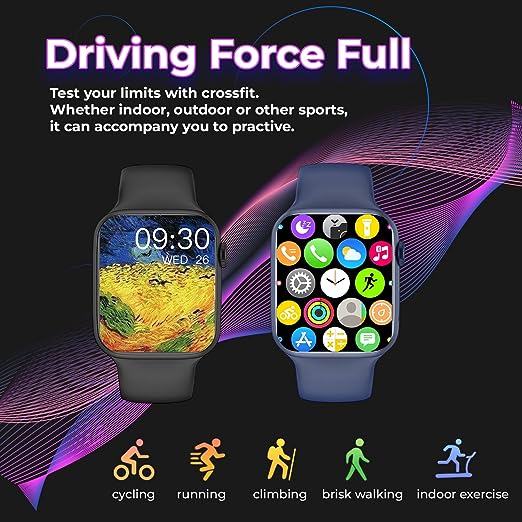 Driving Force Full
Test your limits with crossfit.
Whether indoor, outdoor or other sports,
it can accompany you to practive.
09:30
WED 26
cycling running climbing brisk walking indoor exercise